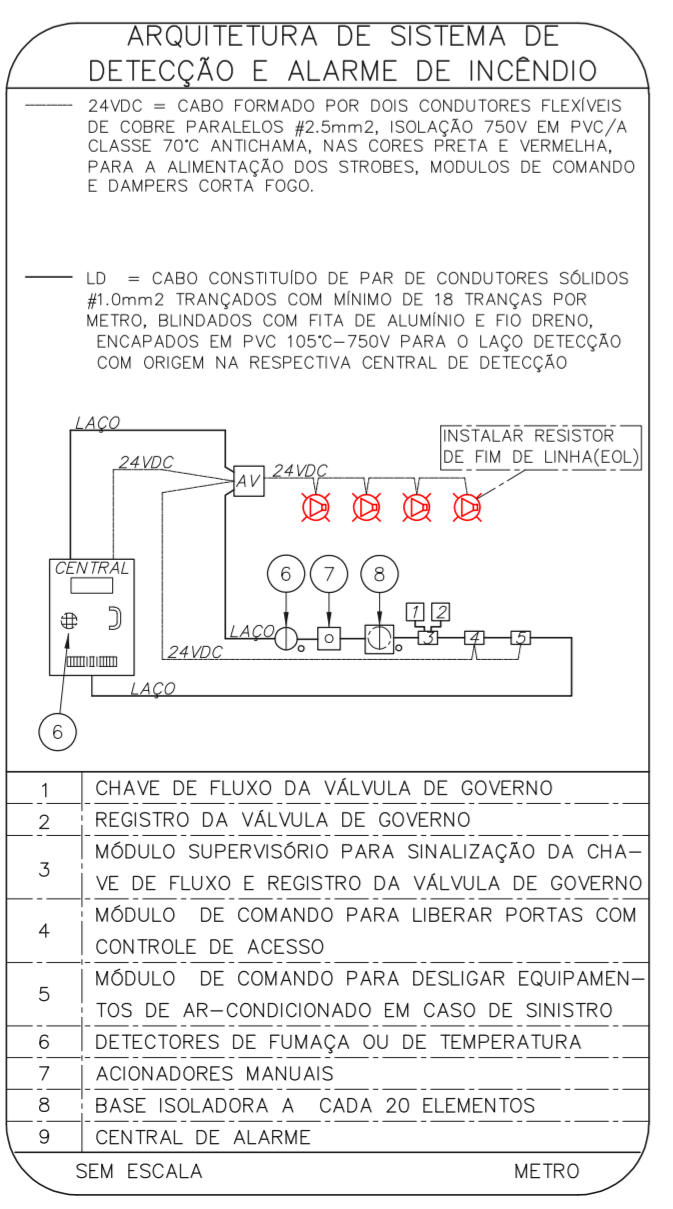 ARQUITETURA DE SISTEMA DE
DETECÇÃO E ALARME DE INCÊNDIO
24VDC = CABO FORMADO POR DOIS CONDUTORES FLEXÍVEIS
DE COBRE PARALELOS #2.5mm2, ISOLAÇÃO 750V EM PVC/A
CLASSE 70°C ANTICHAMA, NAS CORES PRETA E VERMELHA,
PARA A ALIMENTAÇÃO DOS STROBES, MODULOS DE COMANDO
E DAMPERS CORTA FOGO.
LD = CABO CONSTITUÍDO DE PAR DE CONDUTORES SÓLIDOS
#1.0mm2 TRANÇADOS COM MÍNIMO DE 18 TRANÇAS POR
METRO, BLINDADOS COM FITA DE ALUMÍNIO E FIO DRENO,
ENCAPADOS EM PVC 105°C-750V PARA O LAÇO DETECÇÃO
COM ORIGEM NA RESPECTIVA CENTRAL DE DETECÇÃO
LAÇO
INSTALAR RESISTOR
DE FIM DE LINHA(EOL)
24VDC
AV
24VDC
CENTRAL
6
7
8
1
2
LAÇO
3
4
5
24VDC
LAÇO
6
1 CHAVE DE FLUXO DA VÁLVULA DE GOVERNO
2 REGISTRO DA VÁLVULA DE GOVERNO
3 MÓDULO SUPERVISÓRIO PARA SINALIZAÇÃO DA CHA-
VE DE FLUXO E REGISTRO DA VÁLVULA DE GOVERNO
4 MÓDULO DE COMANDO PARA LIBERAR PORTAS COM
CONTROLE DE ACESSO
5 MÓDULO DE COMANDO PARA DESLIGAR EQUIPAMEN-
TOS DE AR-CONDICIONADO EM CASO DE SINISTRO
6 DETECTORES DE FUMAÇA OU DE TEMPERATURA
7 ACIONADORES MANUAIS
8 BASE ISOLADORA A CADA 20 ELEMENTOS
9 CENTRAL DE ALARME
SEM ESCALA METRO